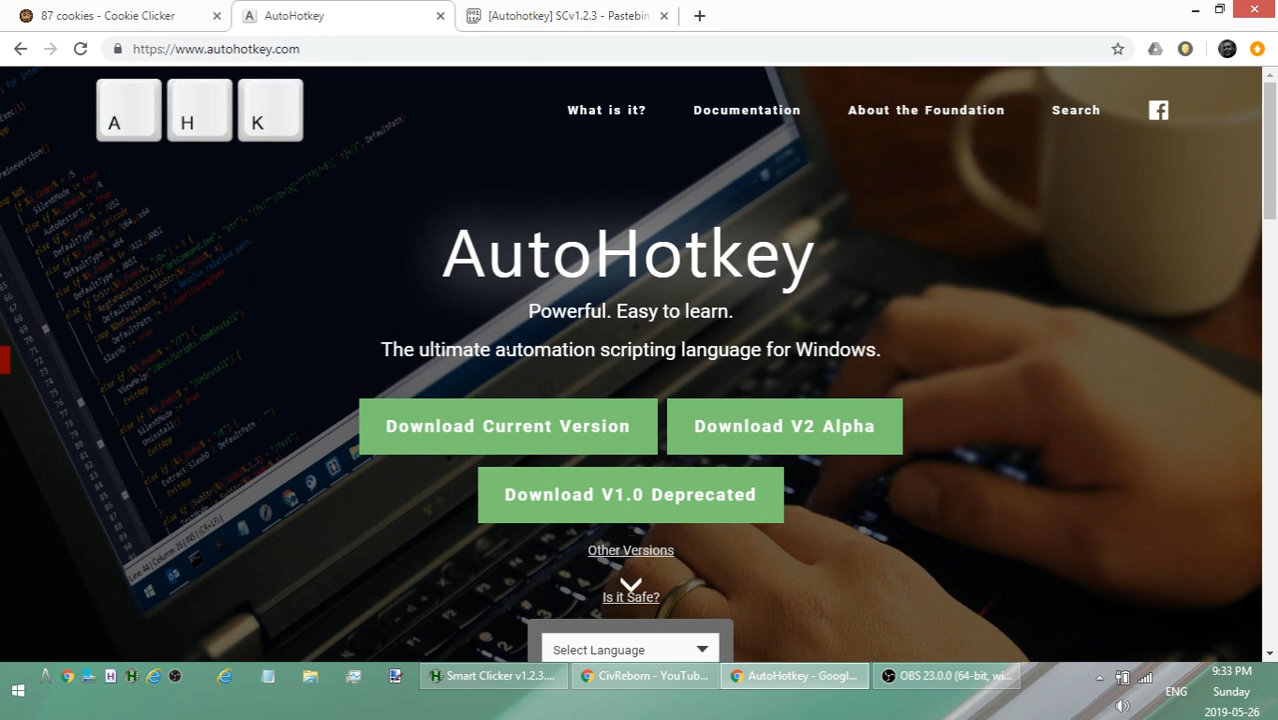 87 cookies - Cookie Clicker
AutoHotkey
[Autohotkey] SCv1.2.3 - Pastebin
https://www.autohotkey.com
A H K
What is it?
Documentation
About the Foundation
Search
AutoHotkey
Powerful. Easy to learn.
The ultimate automation scripting language for Windows.
Download Current Version
Download V2 Alpha
Download V1.0 Deprecated
Other Versions
Is it Safe?
Select Language
Smart Clicker v1.2.3....
CivReborn - YouTub...
AutoHotkey - Googl...
OBS 23.0.0 (64-bit, wi...
ENG
9:33 PM
Sunday
2019-05-26